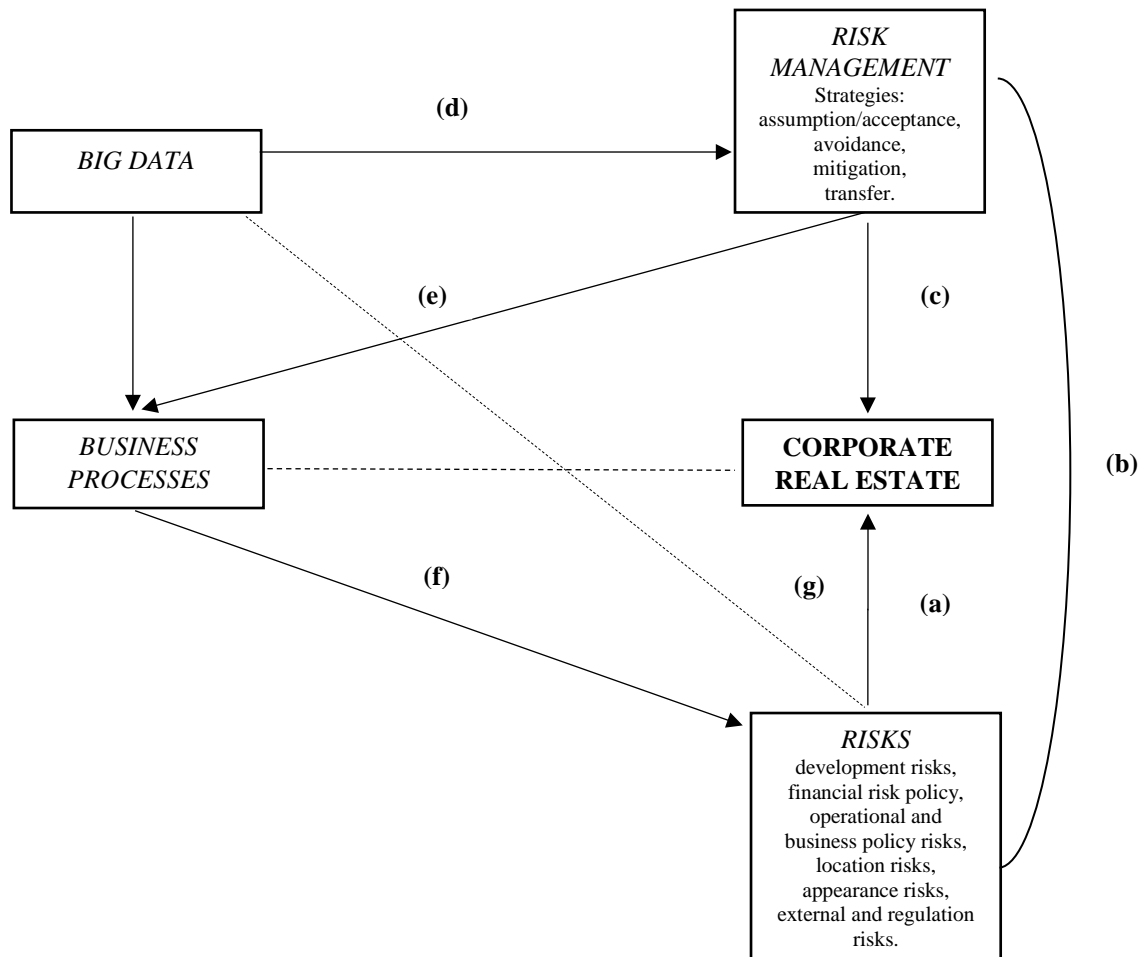 RISK
MANAGEMENT
Strategies:
assumption/acceptance,
avoidance,
mitigation,
transfer.
(d)
BIG DATA
(e)
(c)
BUSINESS
PROCESSES
CORPORATE
REAL ESTATE
(b)
(f)
(g)
(a)
RISKS
development risks,
financial risk policy,
operational and
business policy risks,
location risks,
appearance risks,
external and regulation
risks.